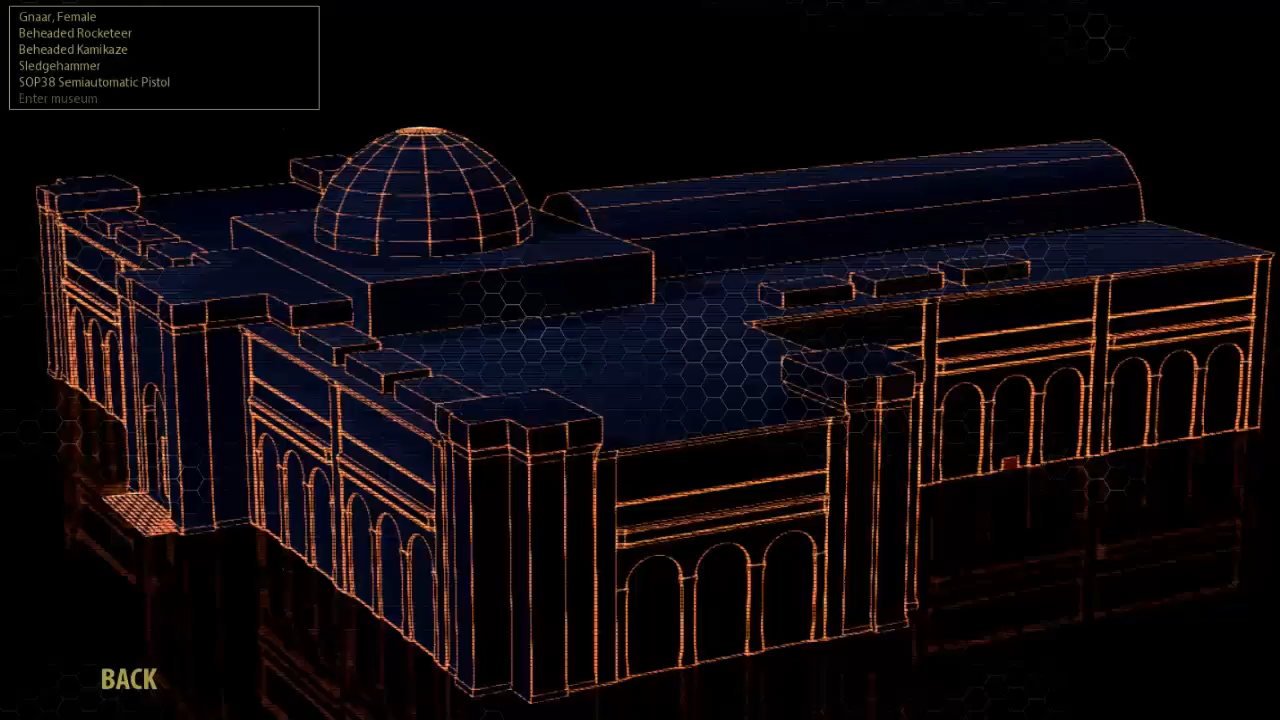 Gnaar, Female
Beheaded Rocketeer
Beheaded Kamikaze
Sledgehammer
SOP38 Semiautomatic Pistol
Enter museum
BACK